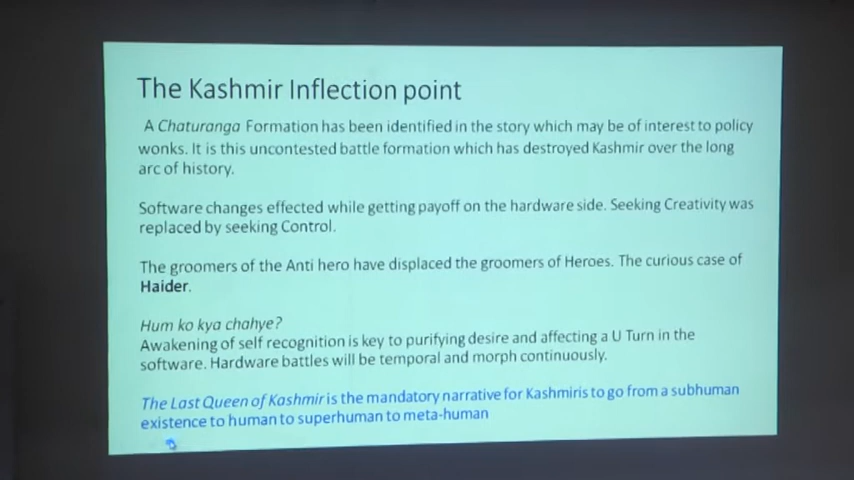 The Kashmir Inflection point
A Chaturanga Formation has been identified in the story which may be of interest to policy
wonks. It is this uncontested battle formation which has destroyed Kashmir over the long
arc of history.
Software changes effected while getting payoff on the hardware side. Seeking Creativity was
replaced by seeking Control.
The groomers of the Anti hero have displaced the groomers of Heroes. The curious case of
Haider.
Hum ko kya chahye?
Awakening of self recognition is key to purifying desire and affecting a U Turn in the
software. Hardware battles will be temporal and morph continuously.
The Last Queen of Kashmir is the mandatory narrative for Kashmiris to go from a subhuman
existence to human to superhuman to meta-human